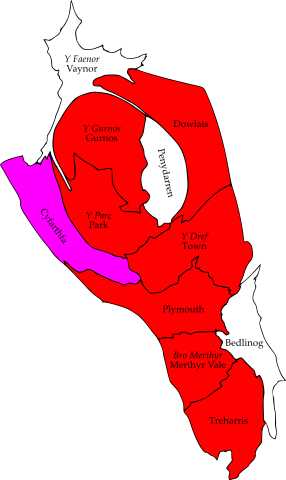 Y Faenor
Vaynor
Dowlais
Y Gurnos
Gurnos
Penydarren
Cyfarthfa
Y Parc
Park
Y Dref
Town
Plymouth
Bedlinog
Bro Merthyr
Merthyr Vale
Treharris